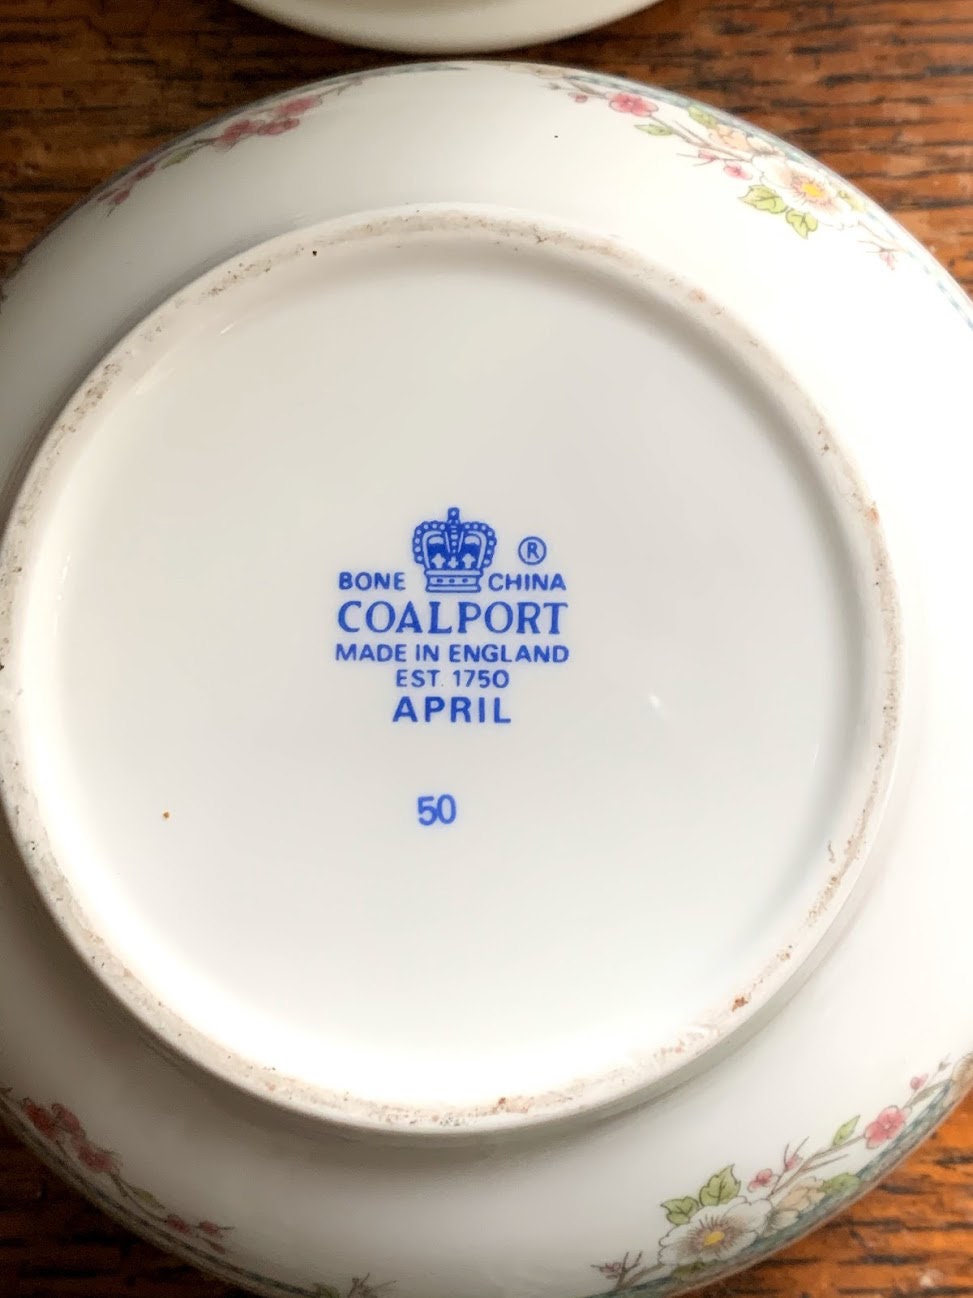 ®
BONE CHINA
COALPORT
MADE IN ENGLAND
EST. 1750
APRIL
50